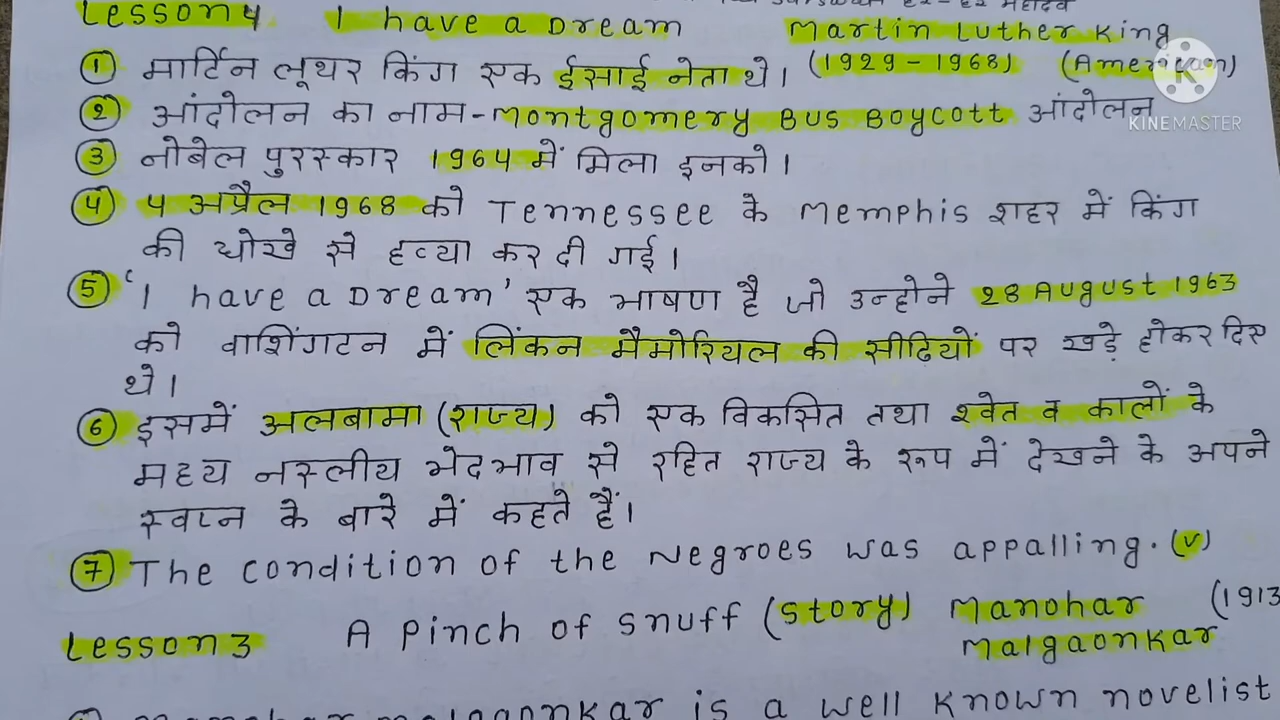 Lesson 4 I have a Dream Martin Luther King
① मार्टिन लूथर किंग एक ईसाई नेता थे। (1929-1968) (American)
② आंदोलन का नाम - Montgomery Bus Boycott आंदोलन
KINEMASTER
③ नोबेल पुरस्कार 1964 में मिला इनको।
④ 4 अप्रैल 1968 को Tennessee के Memphis शहर में किंग
की धोखे से हत्या कर दी गई।
⑤ 'I have a Dream' एक भाषण है जो उन्होने 28 August 1963
को वाशिंगटन में लिंकन मैमोरियल की सीढ़ियों पर खड़े होकर दिए
थे।
⑥ इसमें अलबामा (राज्य) को एक विकसित तथा श्वेत व कालों के
मध्य नस्लीय भेदभाव से रहित राज्य के रूप में देखने के अपने
स्वप्न के बारे में कहते हैं।
⑦ The condition of the Negroes was appalling. (V)
Lesson 3 A Pinch of Snuff (Story) Manohar (1913
Malgaonkar
Manohar Malgaonkar is a well known novelist